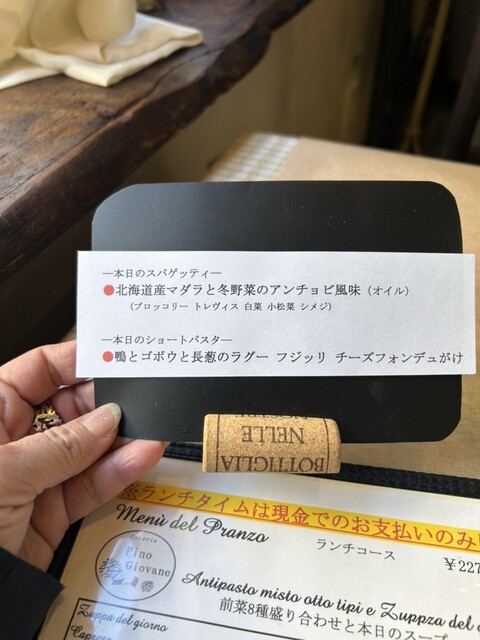 ―本日のスパゲッティ―
●北海道産マダラと冬野菜のアンチョビ風味（オイル）
（ブロッコリー トレヴィス 白菜 小松菜 シメジ）
―本日のショートパスタ―
●鴨とゴボウと長葱のラグー フジッリ チーズフォンデュがけ
NELLE
BOTTIGLIA
※ランチタイムは現金でのお支払いのみ
Menù del Pranzo
ランチコース
¥227
Osteria
Pino
Giovane
Antipasto misto otto tipi e Zuppza del
前菜8種盛り合わせと本日のスープ
Zuppa del giorno